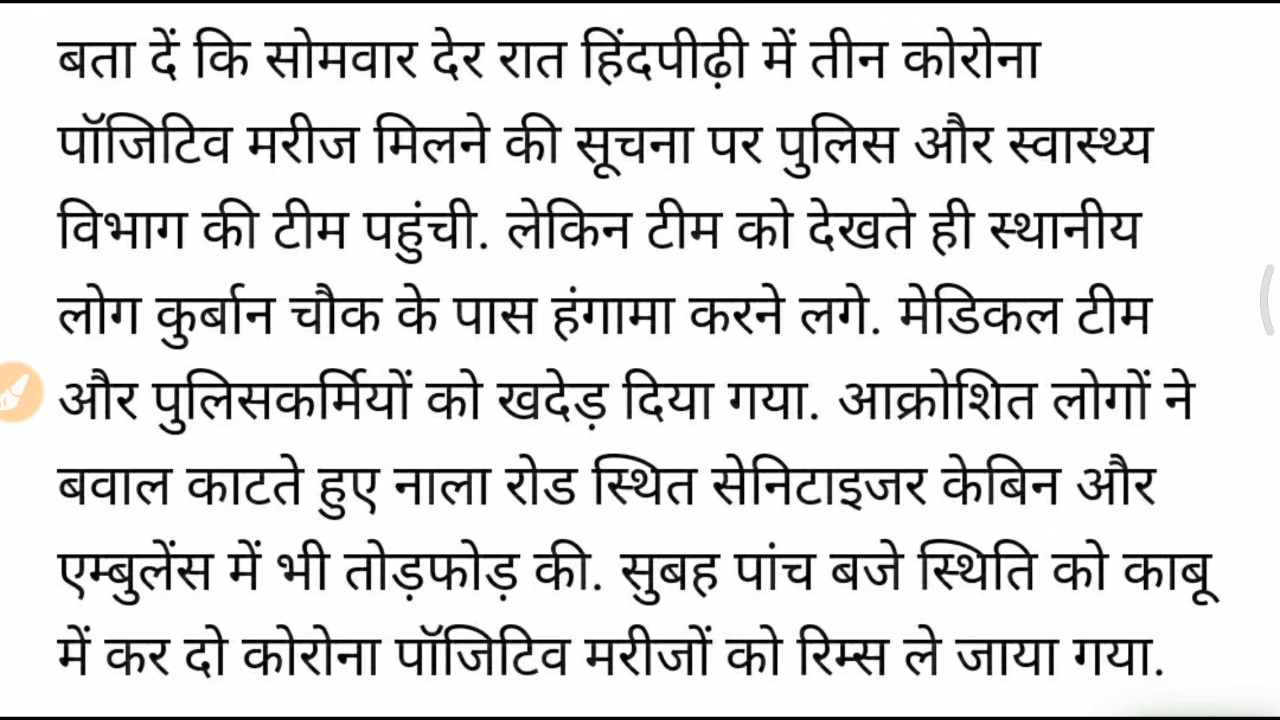 बता दें कि सोमवार देर रात हिंदपीढ़ी में तीन कोरोना
पॉजिटिव मरीज मिलने की सूचना पर पुलिस और स्वास्थ्य
विभाग की टीम पहुंची. लेकिन टीम को देखते ही स्थानीय
लोग कुर्बान चौक के पास हंगामा करने लगे. मेडिकल टीम
और पुलिसकर्मियों को खदेड़ दिया गया. आक्रोशित लोगों ने
बवाल काटते हुए नाला रोड स्थित सेनिटाइजर केबिन और
एम्बुलेंस में भी तोड़फोड़ की. सुबह पांच बजे स्थिति को काबू
में कर दो कोरोना पॉजिटिव मरीजों को रिम्स ले जाया गया.